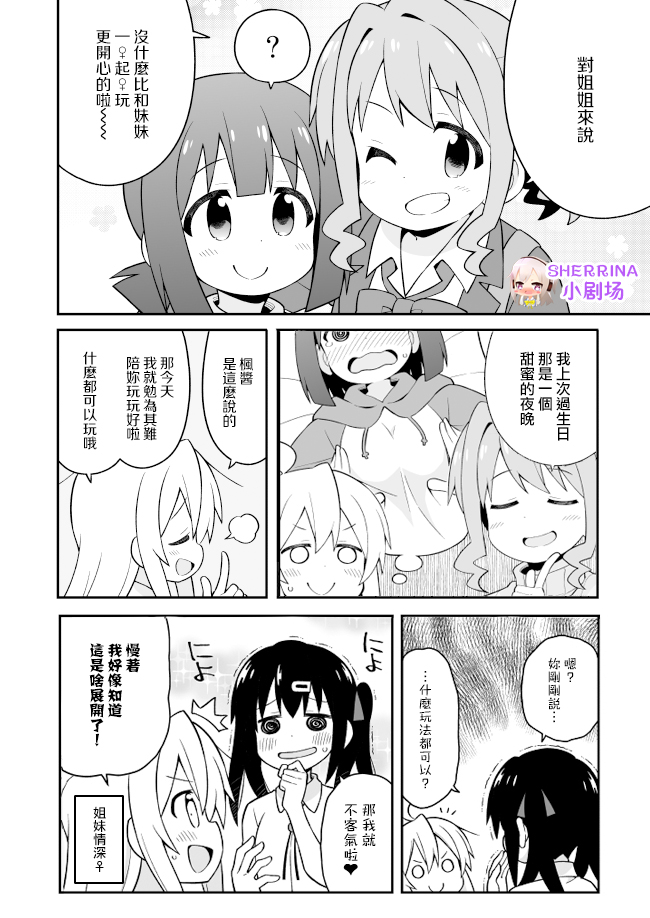 對姐姐來說
?
沒什麼比和妹妹
一♀起♀玩
更開心的啦~~~
SHERRINA
小剧场
我上次過生日
那是一個
甜蜜的夜晚
楓醬
是這麼說的
那今天
我就勉為其難
陪妳玩玩好啦
什麼都可以玩哦
嗯?
妳剛剛說…
…什麼玩法都可以?
にょ
にょ
那我就
不客氣啦
♥
慢著
我好像知道
這是啥展開了!
姐妹情深♀